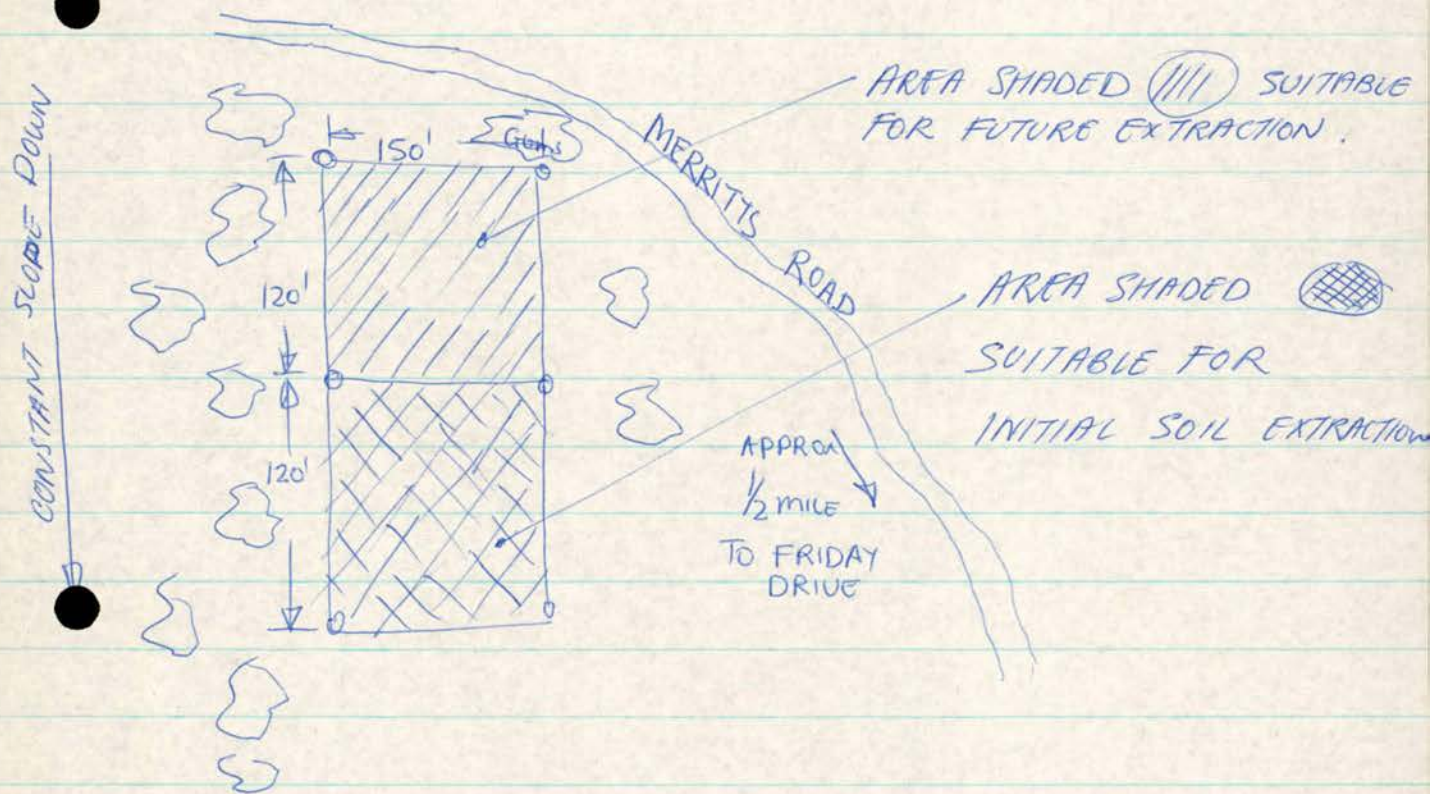 CONSTANT SLOPE DOWN
AREA SHADED SUITABLE
FOR FUTURE EXTRACTION.
150'
Gums
MERRITTS
ROAD
120'
AREA SHADED
SUITABLE FOR
INITIAL SOIL EXTRACTION
120'
APPROX
1/2 MILE
TO FRIDAY
DRIVE